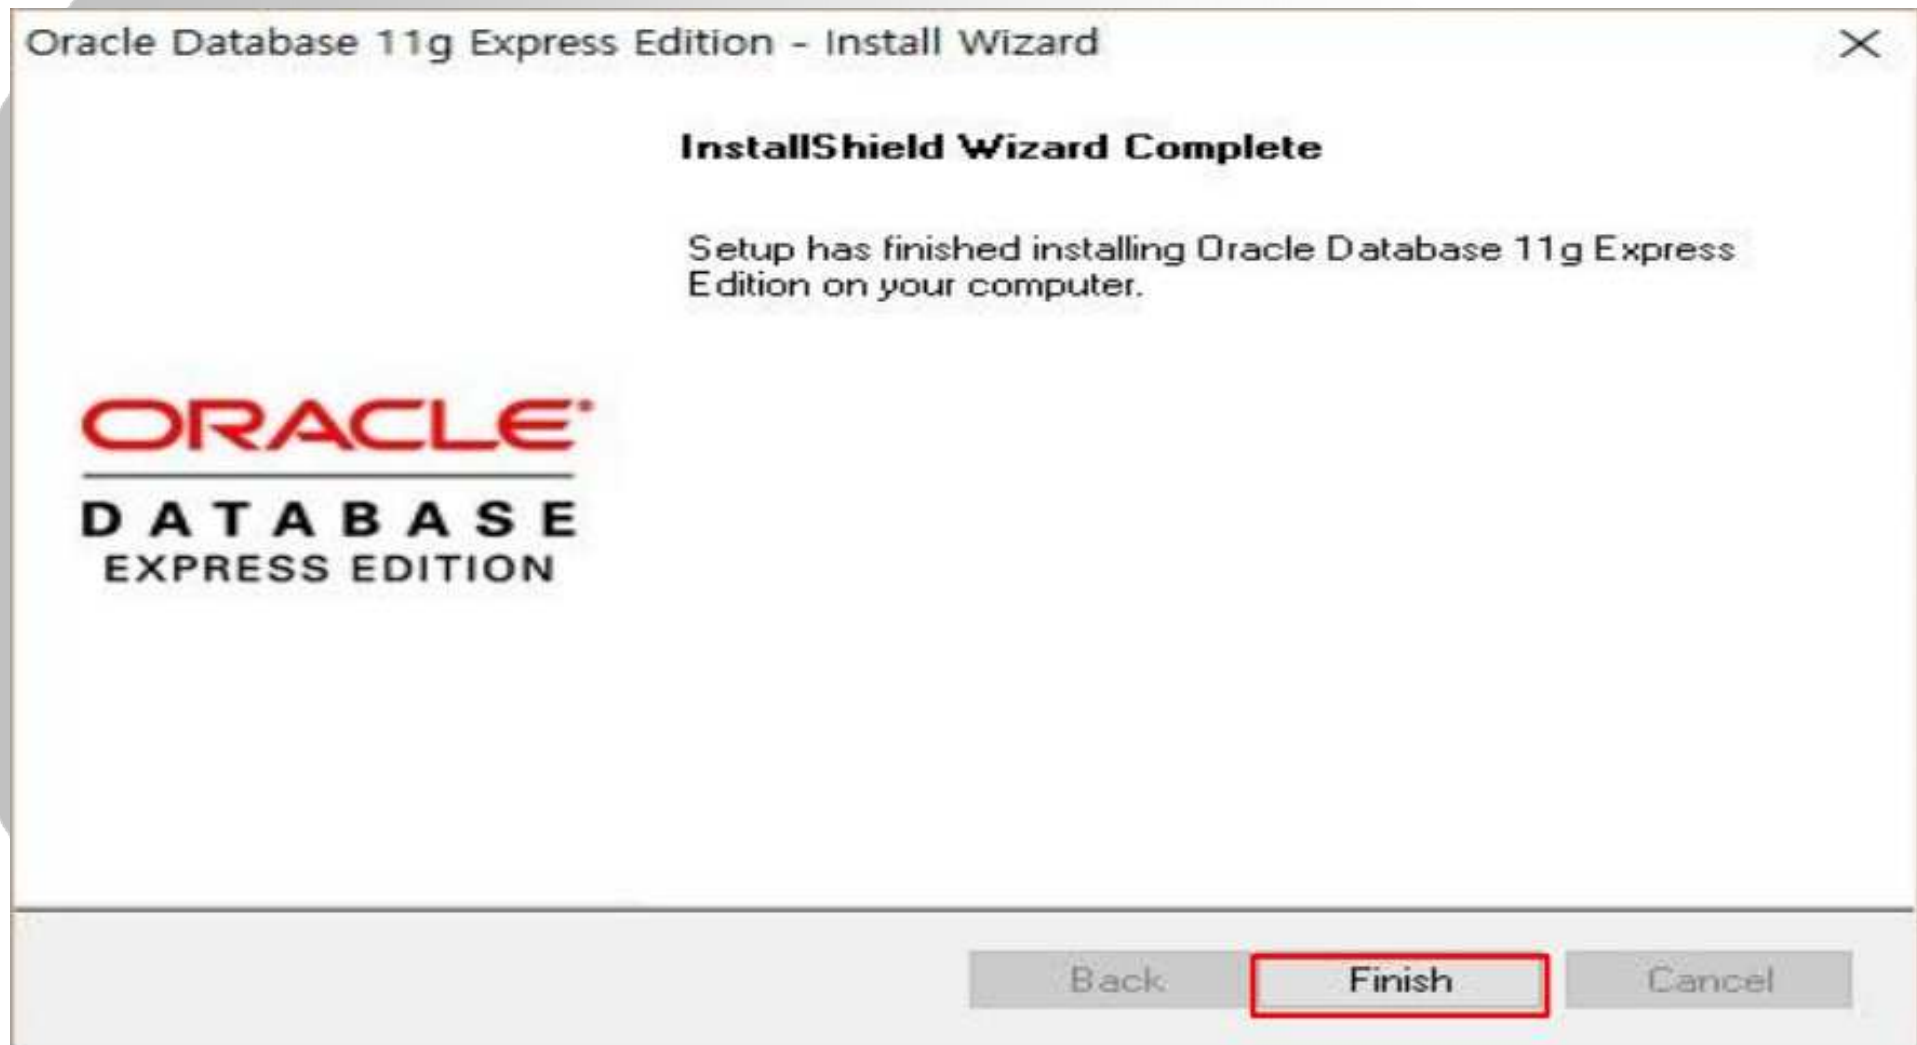 Oracle Database 11g Express Edition - Install Wizard
InstallShield Wizard Complete
Setup has finished installing Oracle Database 11g Express
Edition on your computer.
ORACLE
DATABASE
EXPRESS EDITION
Back
Finish
Cancel